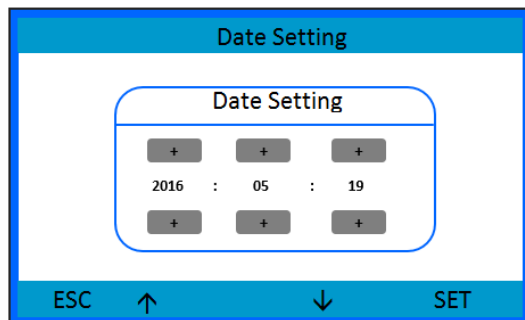 Date Setting
Date Setting
+ + +
2016 : 05 : 19
+ + +
ESC ↑ ↓ SET